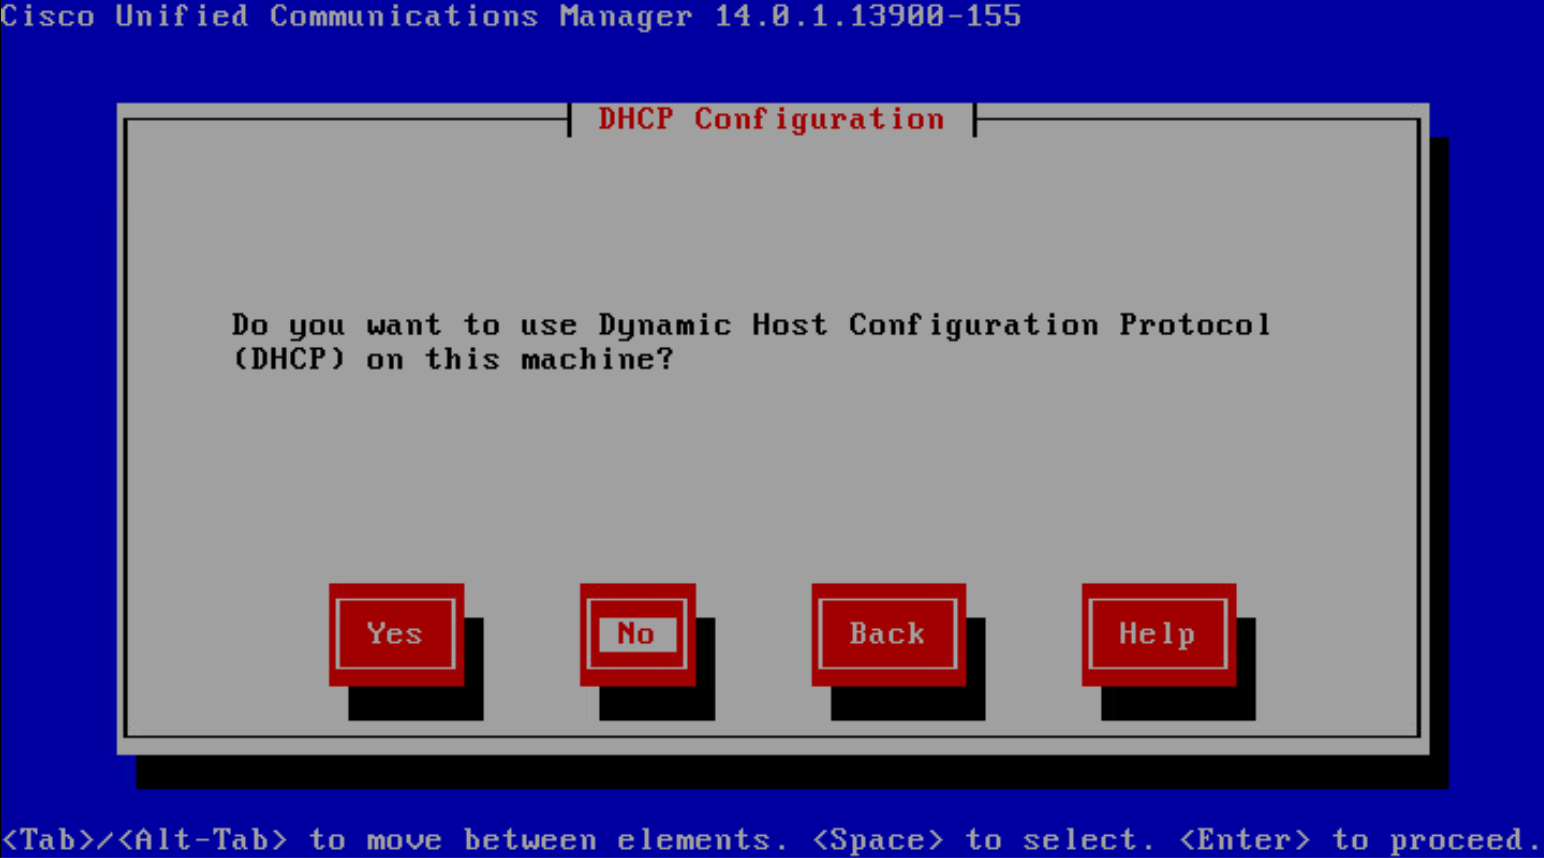 Cisco Unified Communications Manager 14.0.1.13900-155
DHCP Configuration
Do you want to use Dynamic Host Configuration Protocol
(DHCP) on this machine?
Yes No Back Help
<Tab>/<Alt-Tab> to move between elements. <Space> to select. <Enter> to proceed.